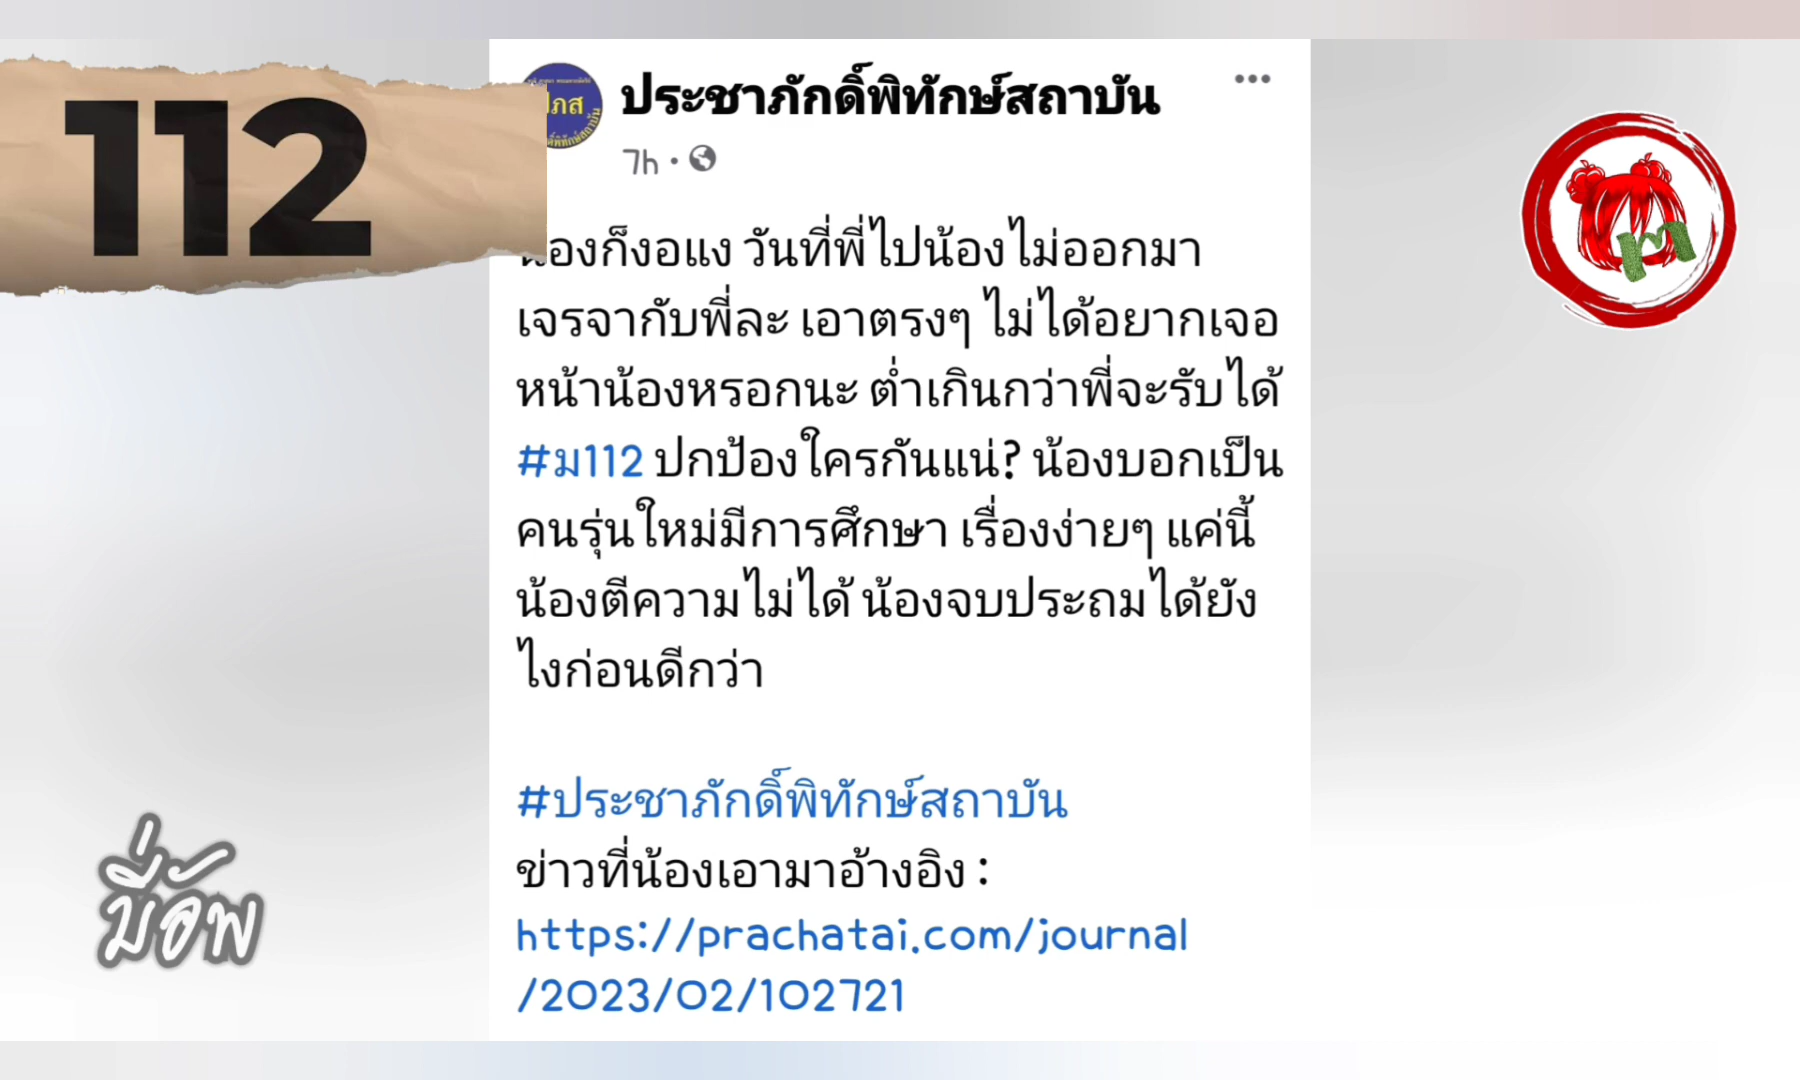 112
ประชาภักดิ์พิทักษ์สถาบัน
7h
น้องก็งอแง วันที่พี่ไปน้องไม่ออกมา
เจรจากับพี่ละ เอาตรงๆ ไม่ได้อยากเจอ
หน้าน้องหรอกนะ ต่ำเกินกว่าพี่จะรับได้
#ม112 ปกป้องใครกันแน่? น้องบอกเป็น
คนรุ่นใหม่มีการศึกษา เรื่องง่ายๆ แค่นี้
น้องตีความไม่ได้ น้องจบประถมได้ยัง
ไงก่อนดีกว่า
#ประชาภักดิ์พิทักษ์สถาบัน
ข่าวที่น้องเอามาอ้างอิง :
https://prachatai.com/journal
/2023/02/102721